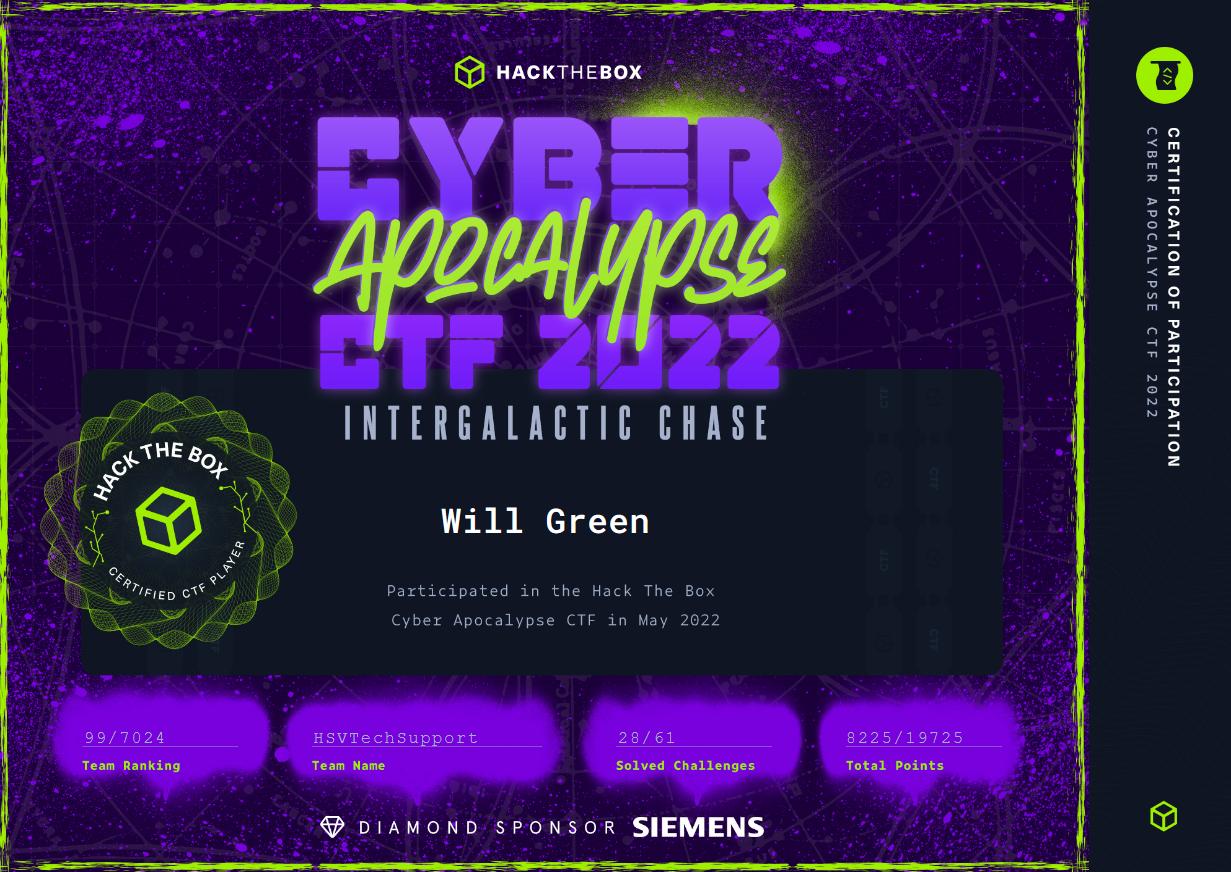 HACKTHEBOX
CYBER
APOCALYPSE
CTF 2022
INTERGALACTIC CHASE
HACK THE BOX
CERTIFIED CTF PLAYER
Will Green
Participated in the Hack The Box
Cyber Apocalypse CTF in May 2022
99/7024
Team Ranking
HSVTechSupport
Team Name
28/61
Solved Challenges
8225/19725
Total Points
DIAMOND SPONSOR SIEMENS
CERTIFICATION OF PARTICIPATION
CYBER APOCALYPSE CTF 2022